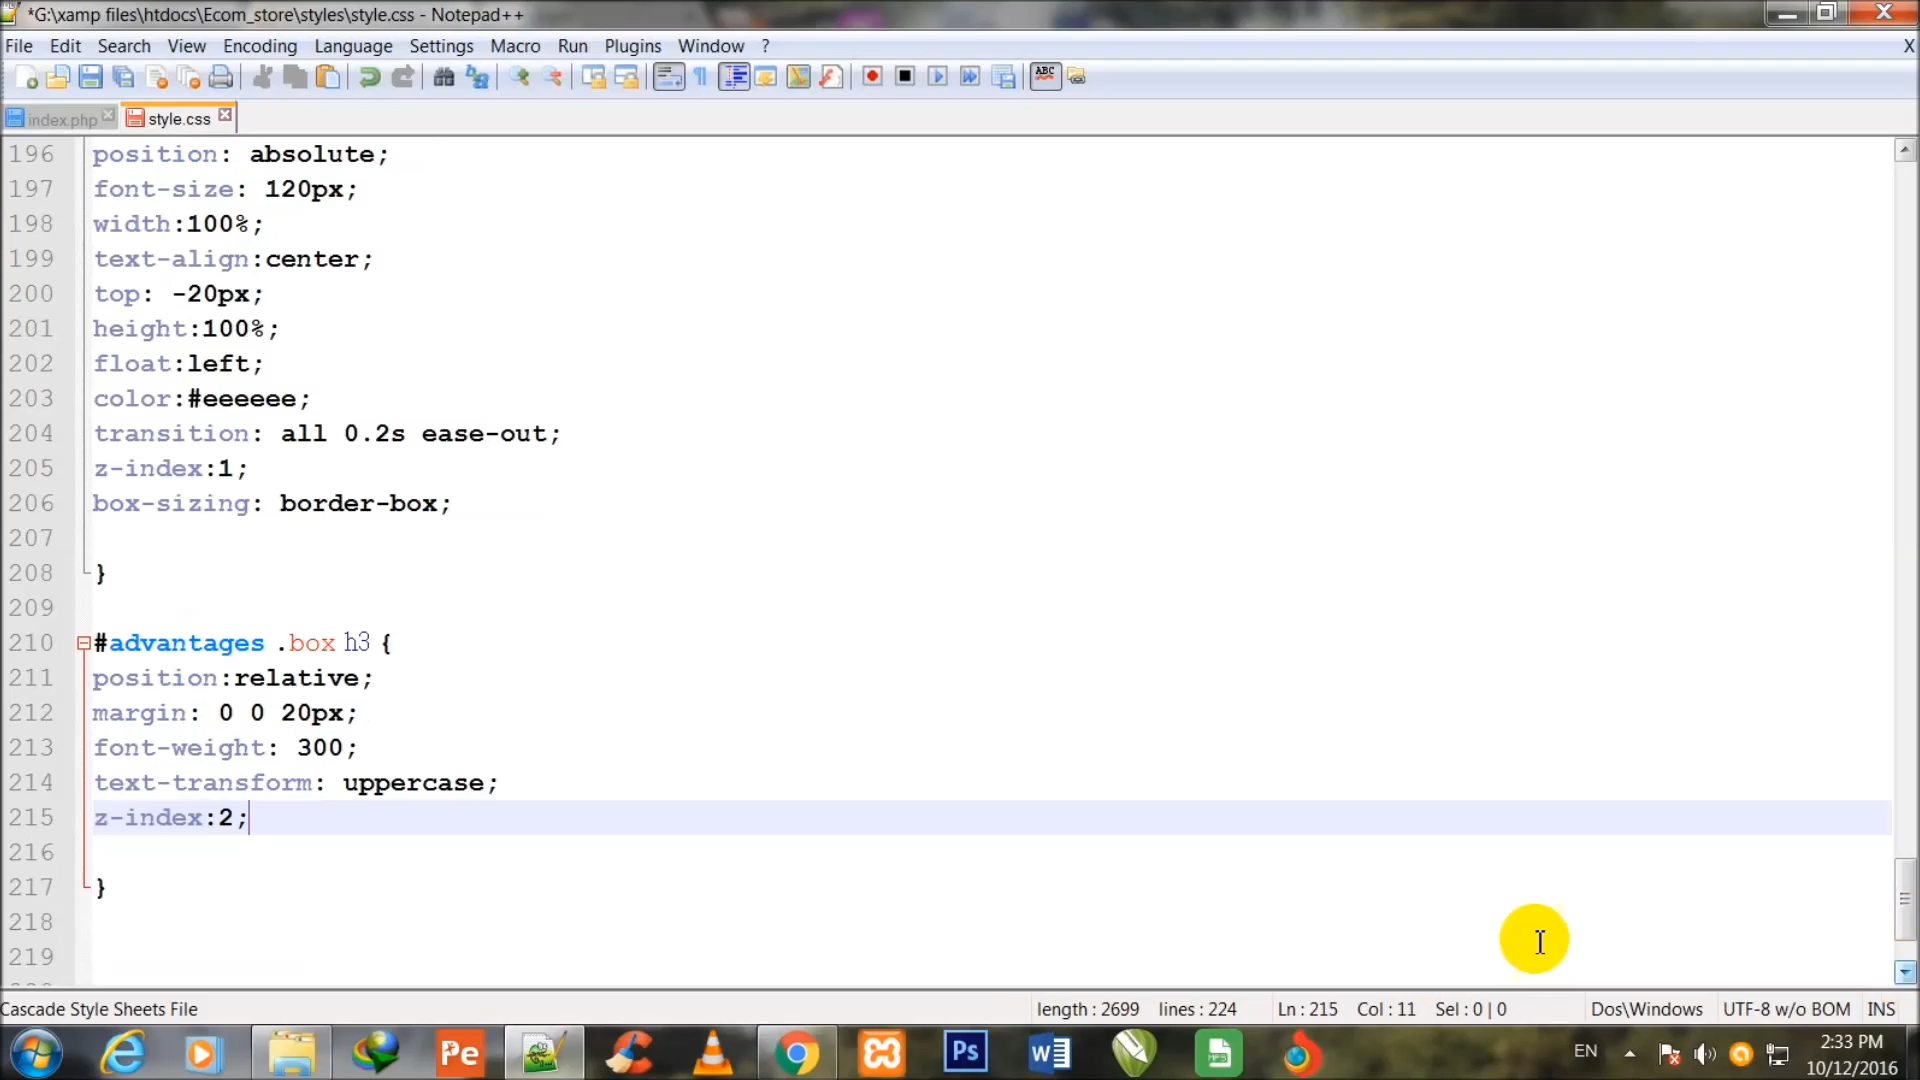 *G:\xamp files\htdocs\Ecom_store\styles\style.css - Notepad++
File Edit Search View Encoding Language Settings Macro Run Plugins Window ? X
ABC
index.php style.css
196 position: absolute;
197 font-size: 120px;
198 width:100%;
199 text-align:center;
200 top: -20px;
201 height:100%;
202 float:left;
203 color:#eeeeee;
204 transition: all 0.2s ease-out;
205 z-index:1;
206 box-sizing: border-box;
207
208 }
209
210 #advantages .box h3 {
211 position:relative;
212 margin: 0 0 20px;
213 font-weight: 300;
214 text-transform: uppercase;
215 z-index:2;
216
217 }
218
219
Cascade Style Sheets File length : 2699 lines : 224 Ln : 215 Col : 11 Sel : 0 | 0 Dos\Windows UTF-8 w/o BOM INS
Pe Ps W MP3 EN 2:33 PM
10/12/2016